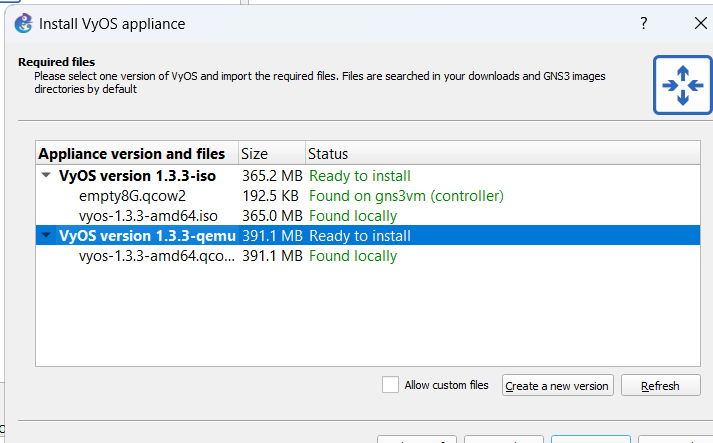 Install VyOS appliance ? ×
Required files
Please select one version of VyOS and import the required files. Files are searched in your downloads and GNS3 images
directories by default
Appliance version and files Size Status
VyOS version 1.3.3-iso 365.2 MB Ready to install
empty8G.qcow2 192.5 KB Found on gns3vm (controller)
vyos-1.3.3-amd64.iso 365.0 MB Found locally
VyOS version 1.3.3-qemu 391.1 MB Ready to install
vyos-1.3.3-amd64.qco... 391.1 MB Found locally
Allow custom files Create a new version Refresh